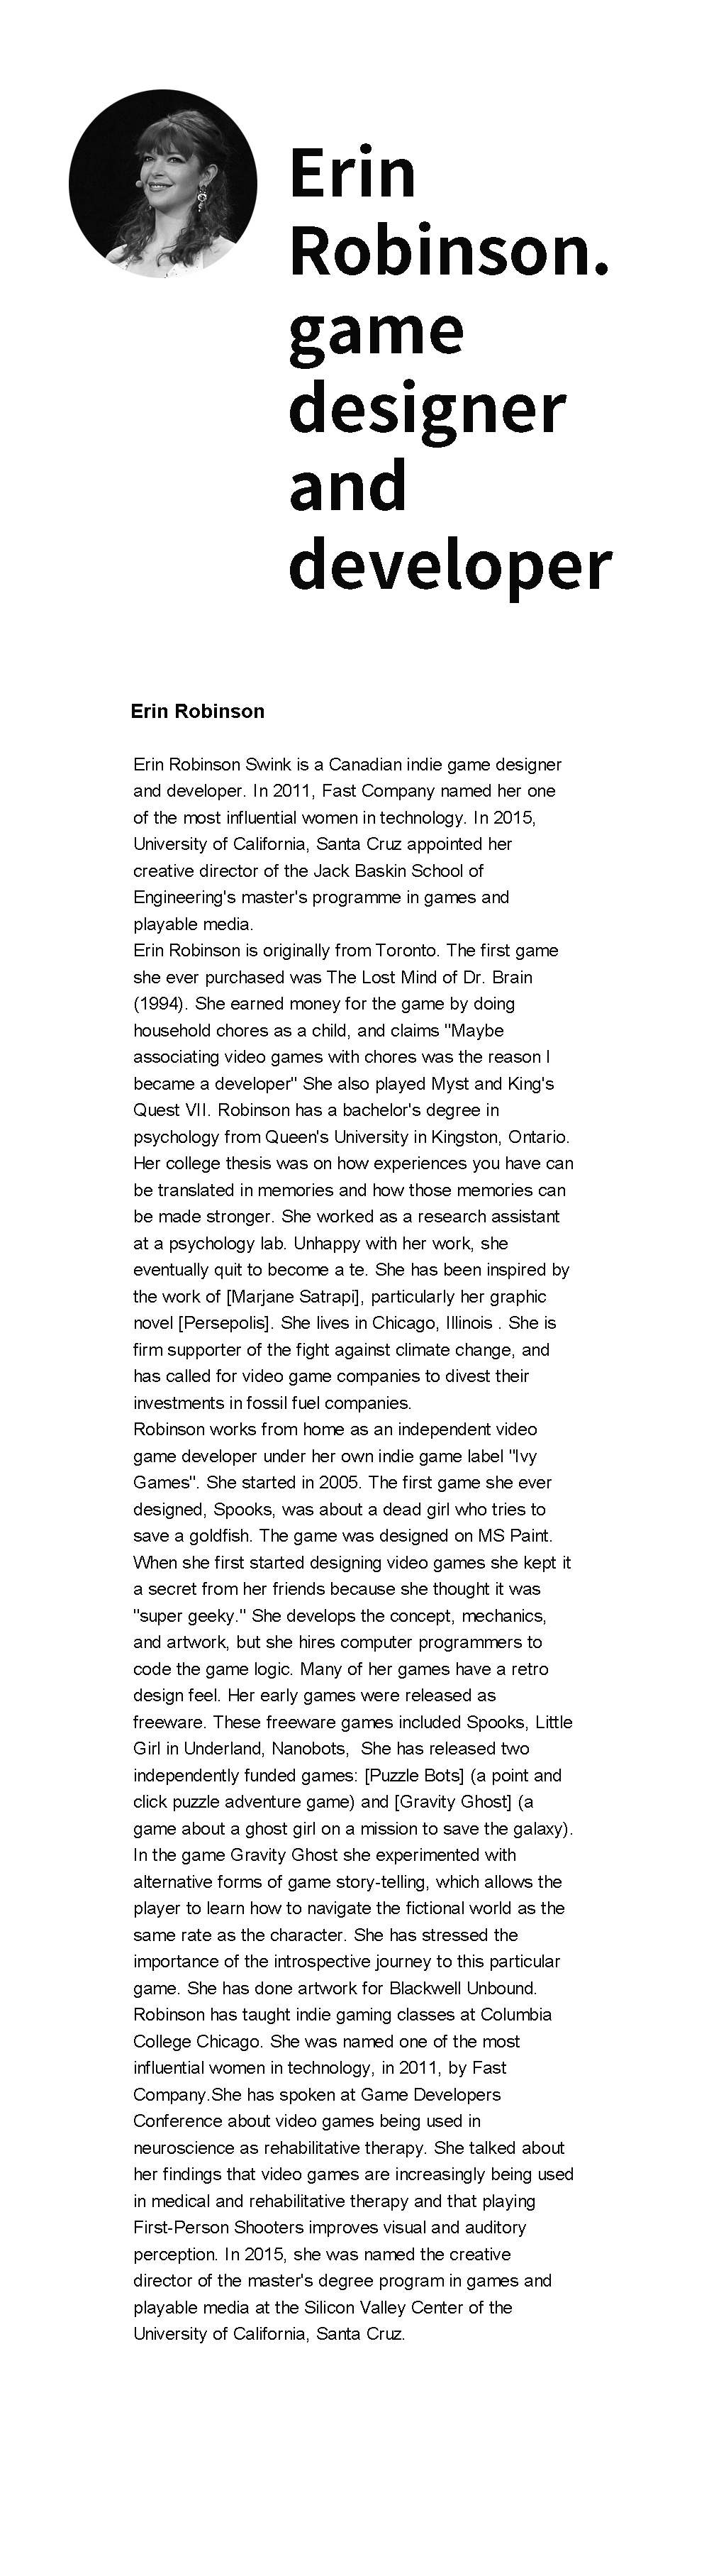 Erin
Robinson.
game
designer
and
developer
Erin Robinson
Erin Robinson Swink is a Canadian indie game designer
and developer. In 2011, Fast Company named her one
of the most influential women in technology. In 2015,
University of California, Santa Cruz appointed her
creative director of the Jack Baskin School of
Engineering's master's programme in games and
playable media.
Erin Robinson is originally from Toronto. The first game
she ever purchased was The Lost Mind of Dr. Brain
(1994). She earned money for the game by doing
household chores as a child, and claims "Maybe
associating video games with chores was the reason I
became a developer" She also played Myst and King's
Quest VII. Robinson has a bachelor's degree in
psychology from Queen's University in Kingston, Ontario.
Her college thesis was on how experiences you have can
be translated in memories and how those memories can
be made stronger. She worked as a research assistant
at a psychology lab. Unhappy with her work, she
eventually quit to become a te. She has been inspired by
the work of [Marjane Satrapi], particularly her graphic
novel [Persepolis]. She lives in Chicago, Illinois . She is
firm supporter of the fight against climate change, and
has called for video game companies to divest their
investments in fossil fuel companies.
Robinson works from home as an independent video
game developer under her own indie game label "Ivy
Games". She started in 2005. The first game she ever
designed, Spooks, was about a dead girl who tries to
save a goldfish. The game was designed on MS Paint.
When she first started designing video games she kept it
a secret from her friends because she thought it was
"super geeky." She develops the concept, mechanics,
and artwork, but she hires computer programmers to
code the game logic. Many of her games have a retro
design feel. Her early games were released as
freeware. These freeware games included Spooks, Little
Girl in Underland, Nanobots,  She has released two
independently funded games: [Puzzle Bots] (a point and
click puzzle adventure game) and [Gravity Ghost] (a
game about a ghost girl on a mission to save the galaxy).
In the game Gravity Ghost she experimented with
alternative forms of game story-telling, which allows the
player to learn how to navigate the fictional world as the
same rate as the character. She has stressed the
importance of the introspective journey to this particular
game. She has done artwork for Blackwell Unbound.
Robinson has taught indie gaming classes at Columbia
College Chicago. She was named one of the most
influential women in technology, in 2011, by Fast
Company.She has spoken at Game Developers
Conference about video games being used in
neuroscience as rehabilitative therapy. She talked about
her findings that video games are increasingly being used
in medical and rehabilitative therapy and that playing
First-Person Shooters improves visual and auditory
perception. In 2015, she was named the creative
director of the master's degree program in games and
playable media at the Silicon Valley Center of the
University of California, Santa Cruz.